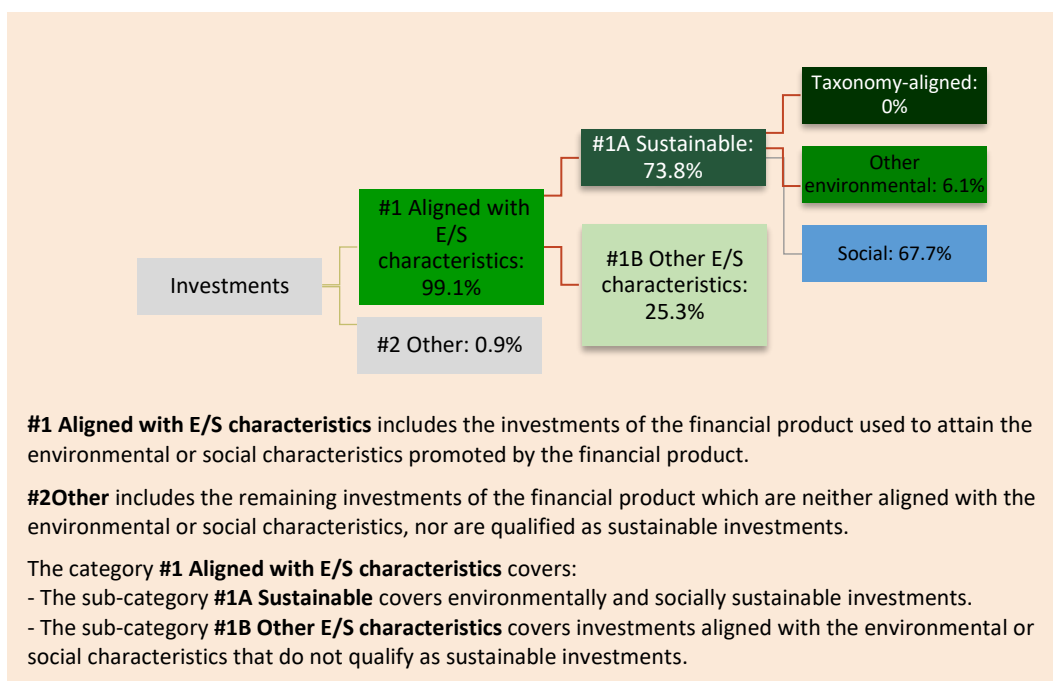 Taxonomy-aligned:
0%
#1A Sustainable:
73.8%
Other
environmental: 6.1%
#1 Aligned with
E/S
characteristics:
99.1%
#1B Other E/S
characteristics:
25.3%
Social: 67.7%
Investments
#2 Other: 0.9%
#1 Aligned with E/S characteristics includes the investments of the financial product used to attain the
environmental or social characteristics promoted by the financial product.
#2Other includes the remaining investments of the financial product which are neither aligned with the
environmental or social characteristics, nor are qualified as sustainable investments.
The category #1 Aligned with E/S characteristics covers:
- The sub-category #1A Sustainable covers environmentally and socially sustainable investments.
- The sub-category #1B Other E/S characteristics covers investments aligned with the environmental or
social characteristics that do not qualify as sustainable investments.